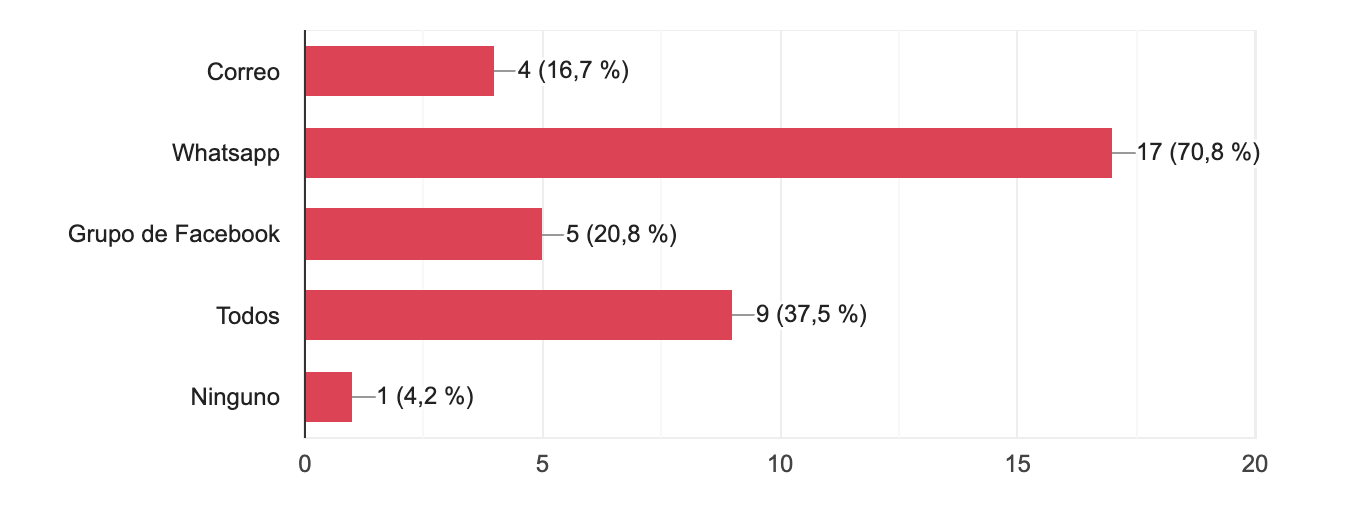 Correo
4 (16,7 %)
Whatsapp
17 (70,8 %)
Grupo de Facebook
5 (20,8 %)
Todos
9 (37,5 %)
Ninguno
1 (4,2 %)
0 5 10 15 20